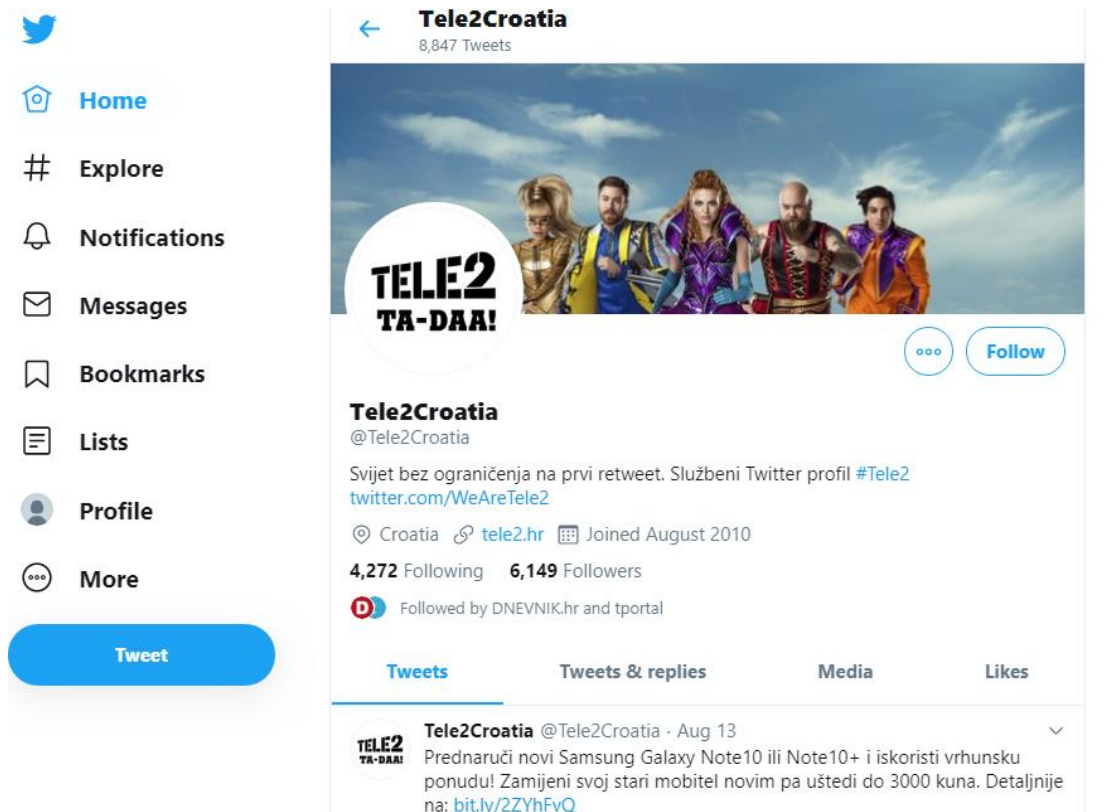 Home
Explore
Notifications
Messages
Bookmarks
Lists
Profile
More
Tweet
Tele2Croatia
8,847 Tweets
TELE2
TA-DAA!
Follow
Tele2Croatia
@Tele2Croatia
Svijet bez ograničenja na prvi retweet. Službeni Twitter profil #Tele2
twitter.com/WeAreTele2
Croatia tele2.hr Joined August 2010
4,272 Following 6,149 Followers
D Followed by DNEVNIK.hr and tportal
Tweets Tweets & replies Media Likes
TELE2
TA-DAA!
Tele2Croatia @Tele2Croatia · Aug 13
Prednaruči novi Samsung Galaxy Note10 ili Note10+ i iskoristi vrhunsku
ponudu! Zamijeni svoj stari mobitel novim pa uštedi do 3000 kuna. Detaljnije
na: bit.ly/2ZYhFvQ